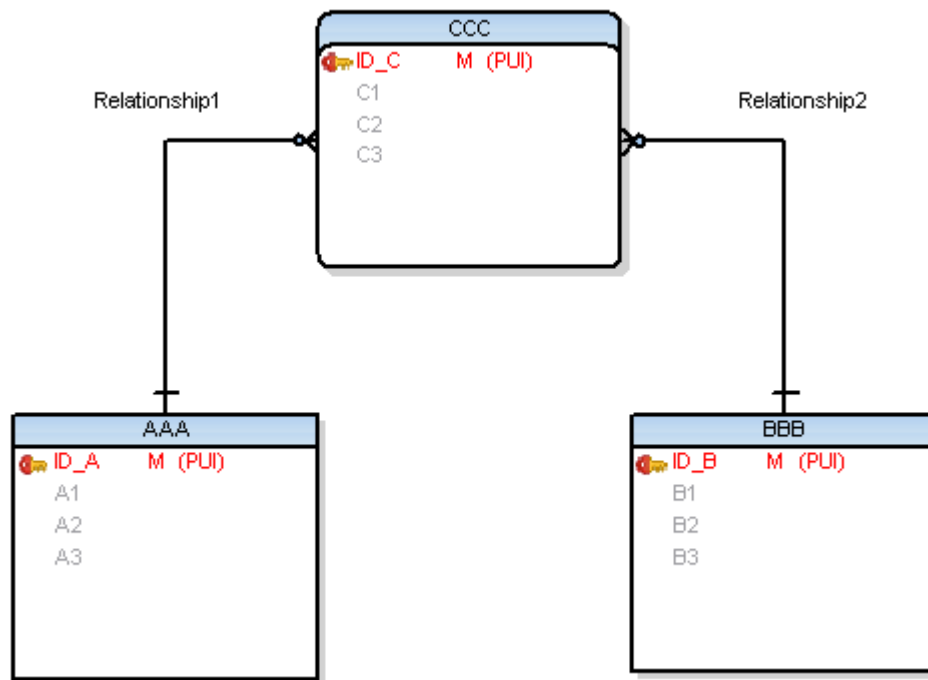 CCC
ID_C M (PUI)
C1
C2
C3
Relationship1
Relationship2
AAA
ID_A M (PUI)
A1
A2
A3
BBB
ID_B M (PUI)
B1
B2
B3